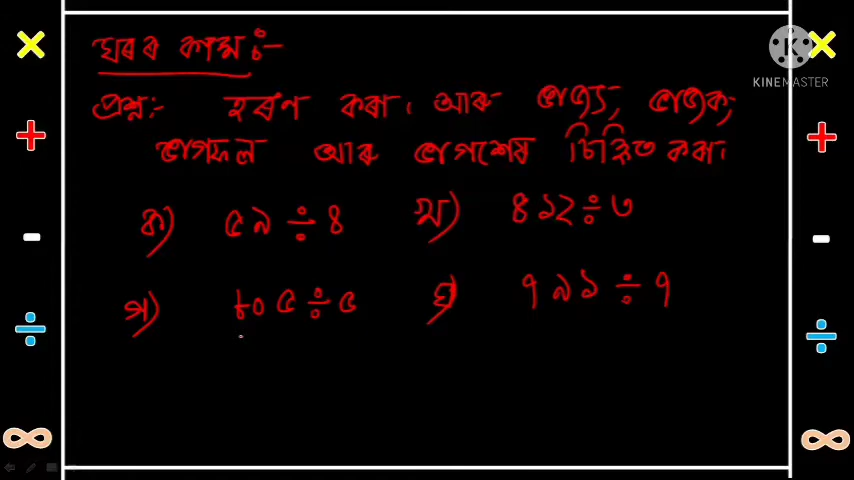 ঘৰৰ কাম ঃ-
KINEMASTER
প্ৰশ্নঃ- হৰণ কৰা। আৰু ভাজ্য, ভাজক,
ভাগফল আৰু ভাগশেষ চিহ্নিত কৰা।
ক) ৫৯ ÷ ৪ খ) ৪১২ ÷ ৩
গ) ৮০৫ ÷ ৫ ঘ) ৭৯১ ÷ ৭